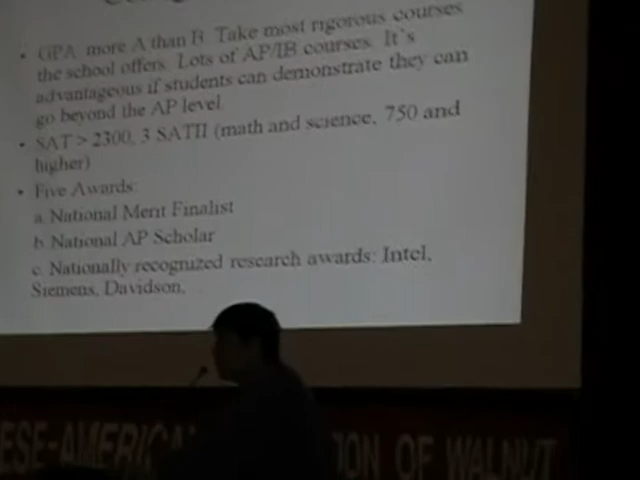 • GPA more A than B. Take most rigorous courses
the school offers. Lots of AP/IB courses. It's
advantageous if students can demonstrate they can
go beyond the AP level.
• SAT > 2300, 3 SATII (math and science, 750 and
higher)
• Five Awards:
a. National Merit Finalist
b. National AP Scholar
c. Nationally recognized research awards: Intel,
Siemens, Davidson,
ESE-AMERICA ION OF WALNUT